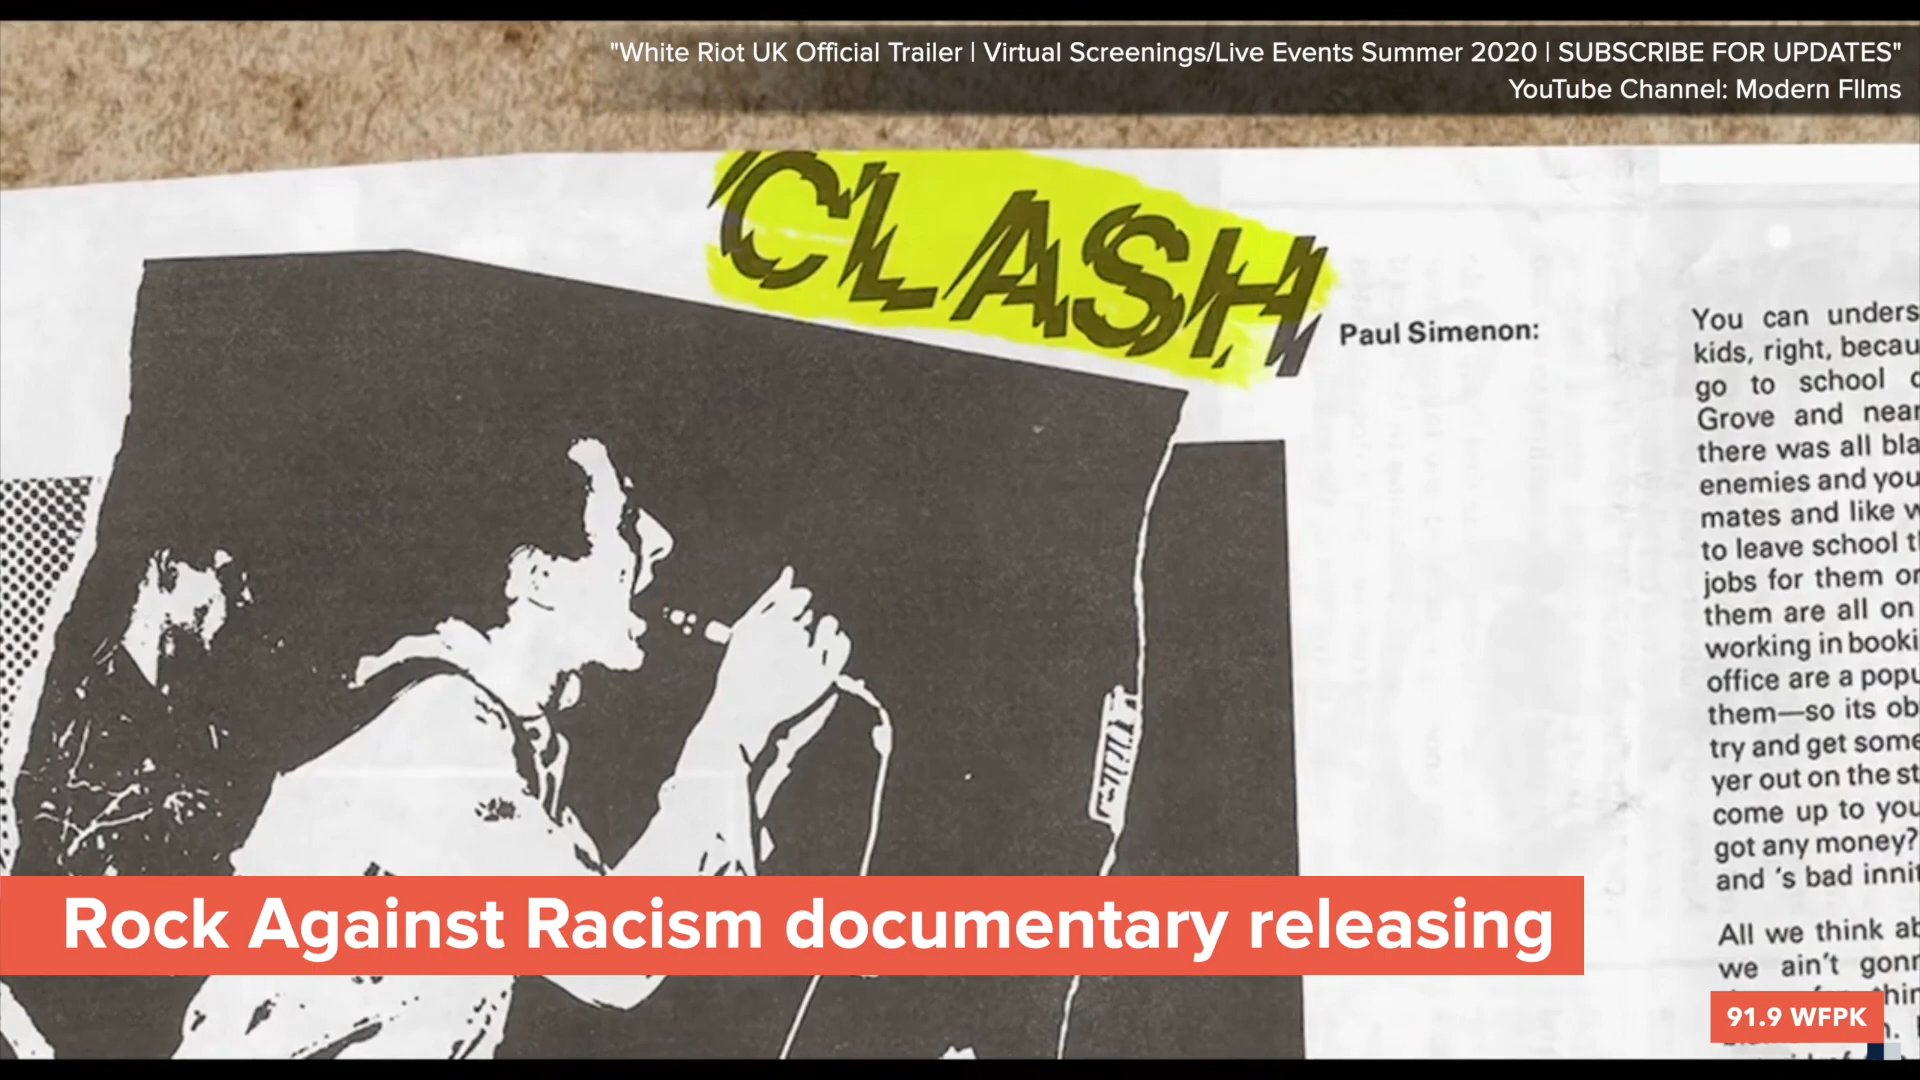 "White Riot UK Official Trailer | Virtual Screenings/Live Events Summer 2020 | SUBSCRIBE FOR UPDATES"
YouTube Channel: Modern FIlms
CLASH
Paul Simenon:
You can unders
kids, right, becau
go to school
Grove and near
there was all bla
enemies and you
mates and like w
to leave school t
jobs for them or
them are all on
working in booki
office are a popu
them—so its ob
try and get some
yer out on the st
come up to you
got any money?
and 's bad innit
All we think ab
we ain't gonn
Rock Against Racism documentary releasing
91.9 WFPK